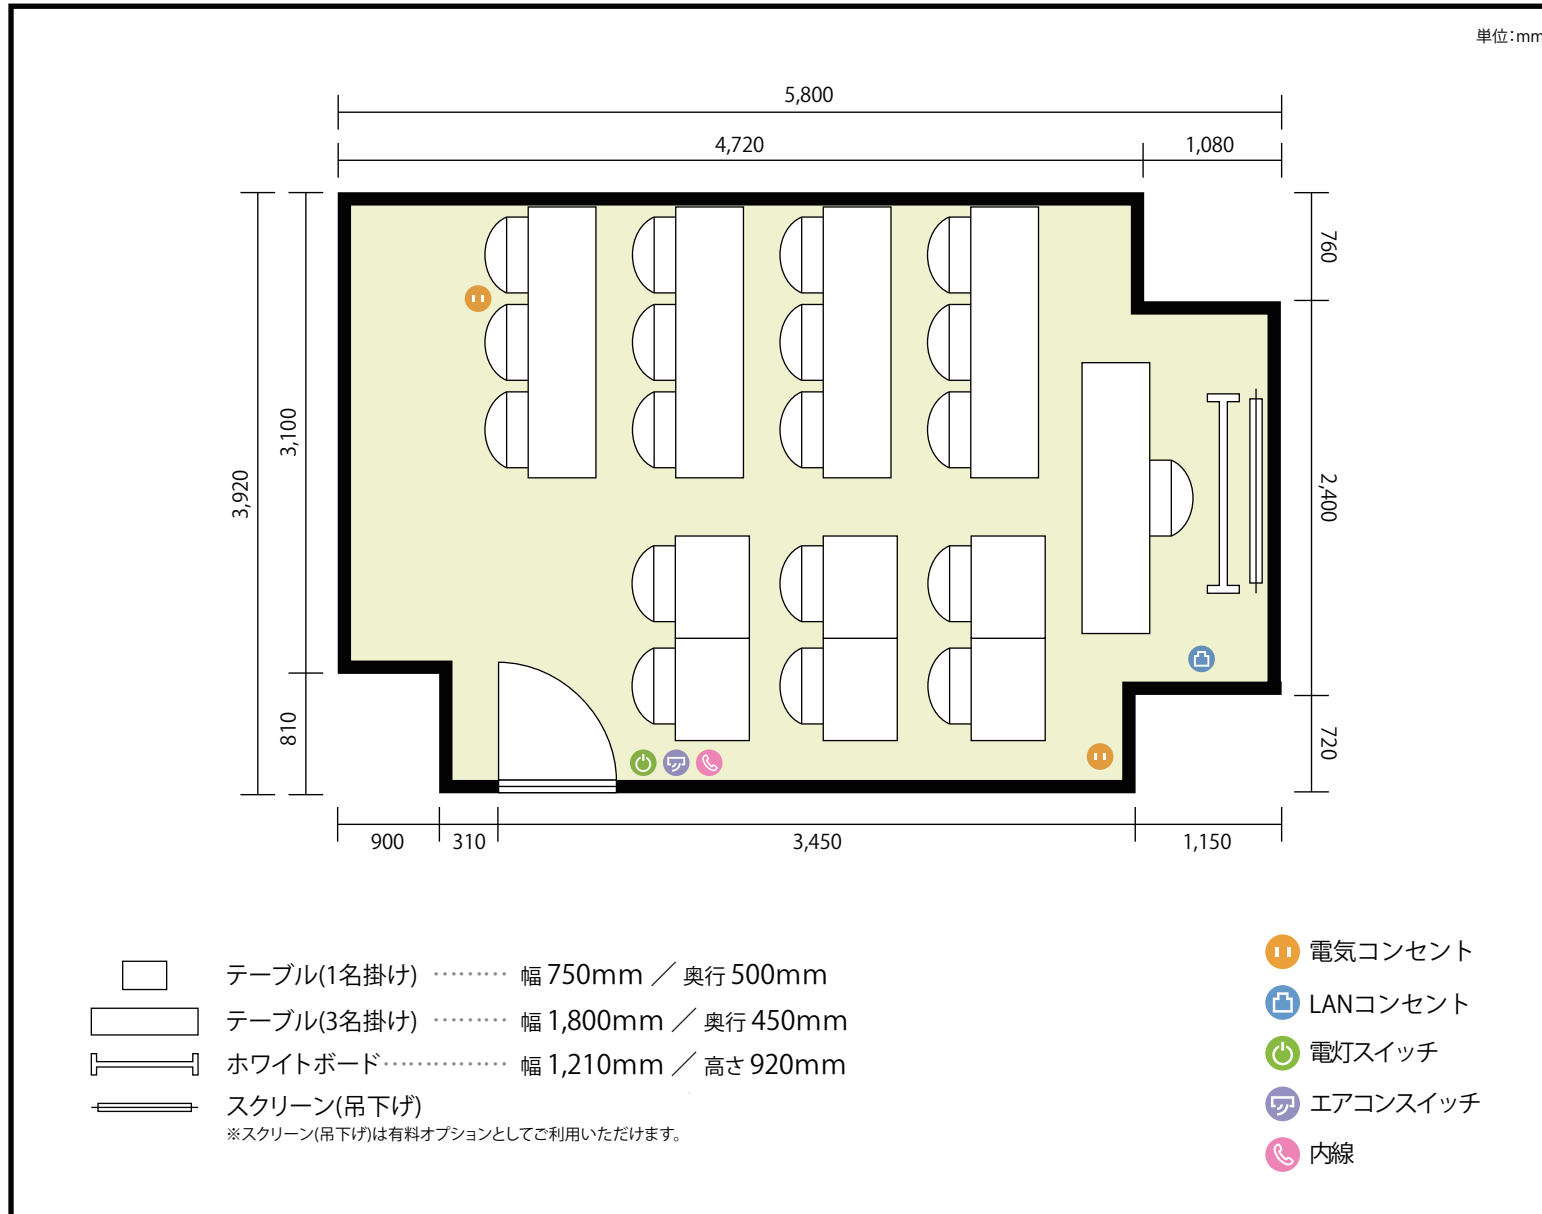 単位:mm
5,800
4,720
1,080
3,920
3,100
810
760
2,400
720
900
310
3,450
1,150
テーブル(1名掛け) ‥‥‥‥‥ 幅 750mm ／ 奥行 500mm
テーブル(3名掛け) ‥‥‥‥‥ 幅 1,800mm ／ 奥行 450mm
ホワイトボード‥‥‥‥‥‥‥‥ 幅 1,210mm ／ 高さ 920mm
スクリーン(吊下げ)
※スクリーン(吊下げ)は有料オプションとしてご利用いただけます。
電気コンセント
LANコンセント
電灯スイッチ
エアコンスイッチ
内線